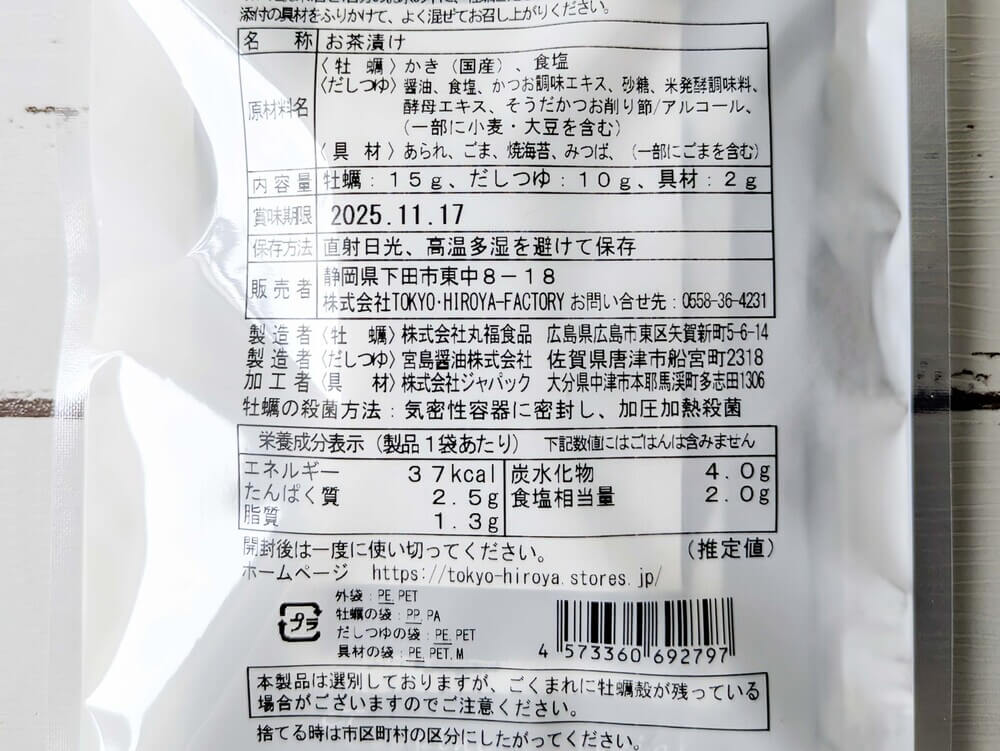 添付の具材をふりかけて、よく混ぜてお召し上がりください。
名 称 お茶漬け
原材料名 〈牡 蠣〉かき（国産）、食塩
〈だしつゆ〉醤油、食塩、かつお調味エキス、砂糖、米発酵調味料、
酵母エキス、そうだかつお削り節/アルコール、
（一部に小麦・大豆を含む）
〈具 材〉あられ、ごま、焼海苔、みつば、（一部にごまを含む）
内容量 牡蠣：15g、だしつゆ：10g、具材：2g
賞味期限 2025.11.17
保存方法 直射日光、高温多湿を避けて保存
販売者 静岡県下田市東中8－18
株式会社TOKYO・HIROYA-FACTORY お問い合せ先：0558-36-4231
製造者〈牡 蠣〉株式会社丸福食品 広島県広島市東区矢賀新町5-6-14
製造者〈だしつゆ〉宮島醤油株式会社 佐賀県唐津市船宮町2318
加工者〈具 材〉株式会社ジャパック 大分県中津市本耶馬渓町多志田1306
牡蠣の殺菌方法：気密性容器に密封し、加圧加熱殺菌
栄養成分表示（製品1袋あたり） 下記数値にはごはんは含みません
エネルギー 37kcal 炭水化物 4.0g
たんぱく質 2.5g 食塩相当量 2.0g
脂質 1.3g
開封後は一度に使い切ってください。 （推定値）
ホームページ https://tokyo-hiroya.stores.jp/
プラ
外袋：PE,PET
牡蠣の袋：PP,PA
だしつゆの袋：PE,PET
具材の袋：PE,PET,M
4 573360 692797
本製品は選別しておりますが、ごくまれに牡蠣殻が残っている
場合がございますのでご注意ください。
捨てる時は市区町村の区分にしたがってください。